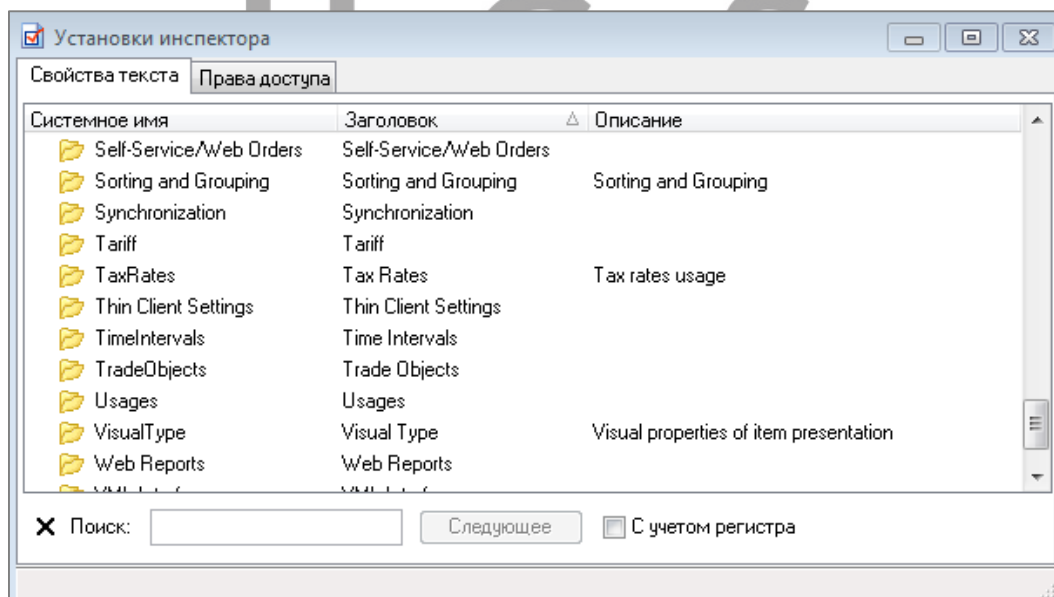 Установки инспектора
Свойства текста Права доступа
Системное имя Заголовок Описание
Self-Service/Web Orders Self-Service/Web Orders
Sorting and Grouping Sorting and Grouping Sorting and Grouping
Synchronization Synchronization
Tariff Tariff
TaxRates Tax Rates Tax rates usage
Thin Client Settings Thin Client Settings
TimeIntervals Time Intervals
TradeObjects Trade Objects
Usages Usages
VisualType Visual Type Visual properties of item presentation
Web Reports Web Reports
Поиск: Следующее С учетом регистра